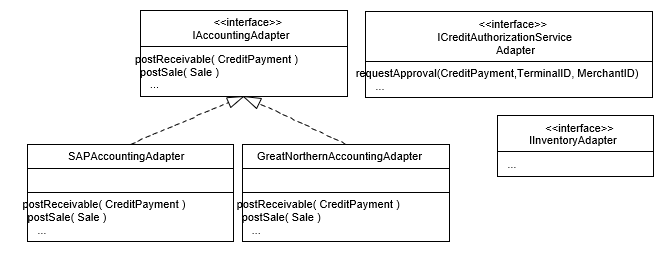 <<interface>>
IAccountingAdapter
postReceivable( CreditPayment )
postSale( Sale )
...
<<interface>>
ICreditAuthorizationService
Adapter
requestApproval(CreditPayment,TerminalID, MerchantID)
...
<<interface>>
IInventoryAdapter
...
SAPAccountingAdapter
postReceivable( CreditPayment )
postSale( Sale )
...
GreatNorthernAccountingAdapter
postReceivable( CreditPayment )
postSale( Sale )
...